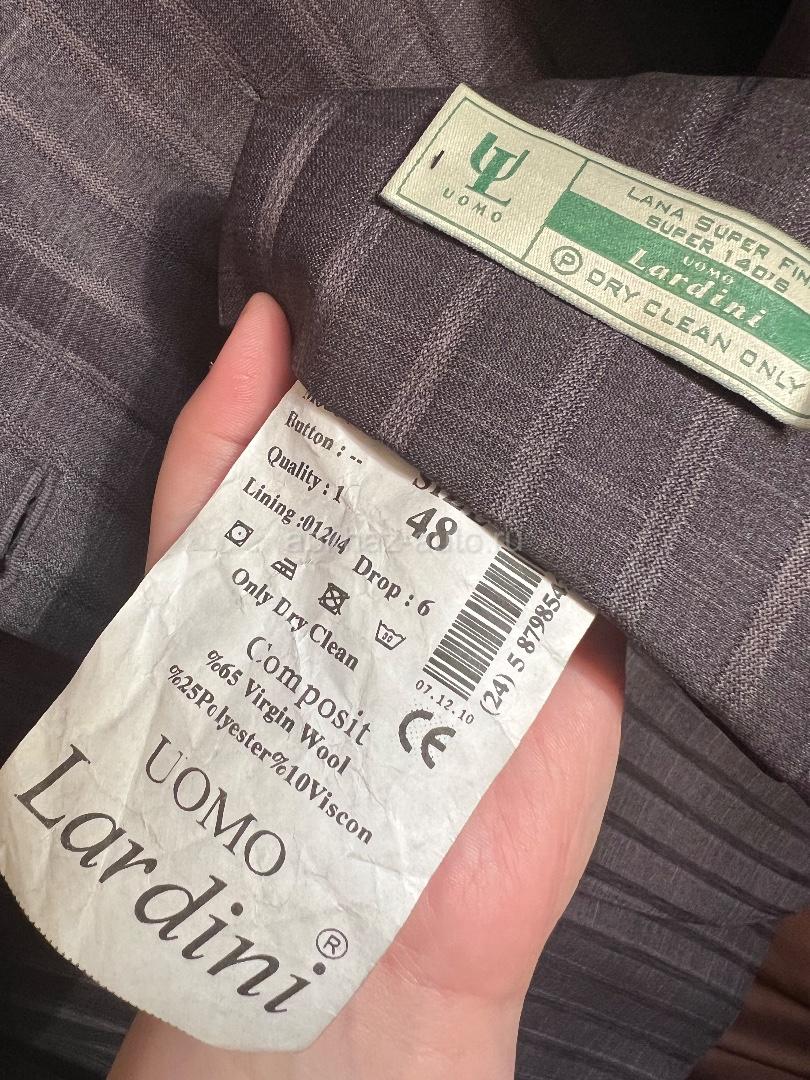 UL
UOMO
LANA SUPER FIN
SUPER 140'S
UOMO
Lardini
P DRY CLEAN ONLY
Button : --
Quality : 1
Lining :01204
48
Drop : 6
Only Dry Clean
Composit
%65 Virgin Wool
%25Polyester%10Viscon
07.12.10
(24) 5 879854
CE
UOMO
Lardini ®